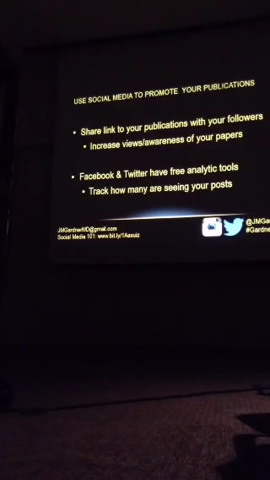 USE SOCIAL MEDIA TO PROMOTE YOUR PUBLICATIONS
• Share link to your publications with your followers
• Increase views/awareness of your papers
• Facebook & Twitter have free analytic tools
• Track how many are seeing your posts
JMGardnerMD@gmail.com
Social Media 101:
@JMGa
#Gardne